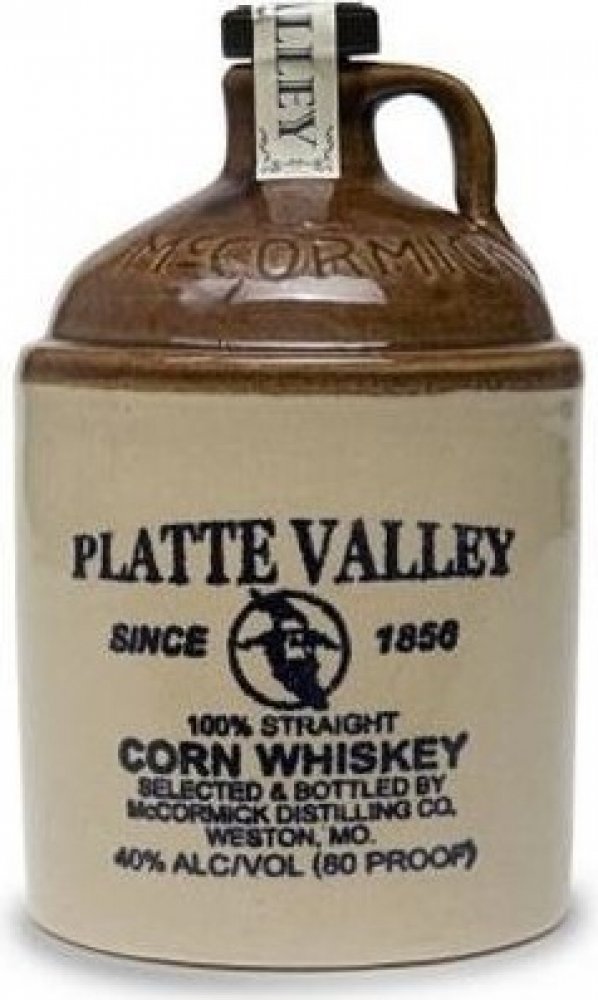 ALLEY
McCORMICK
PLATTE VALLEY
SINCE 1856
100% STRAIGHT
CORN WHISKEY
SELECTED & BOTTLED BY
McCORMICK DISTILLING CO.
WESTON, MO.
40% ALC/VOL (80 PROOF)